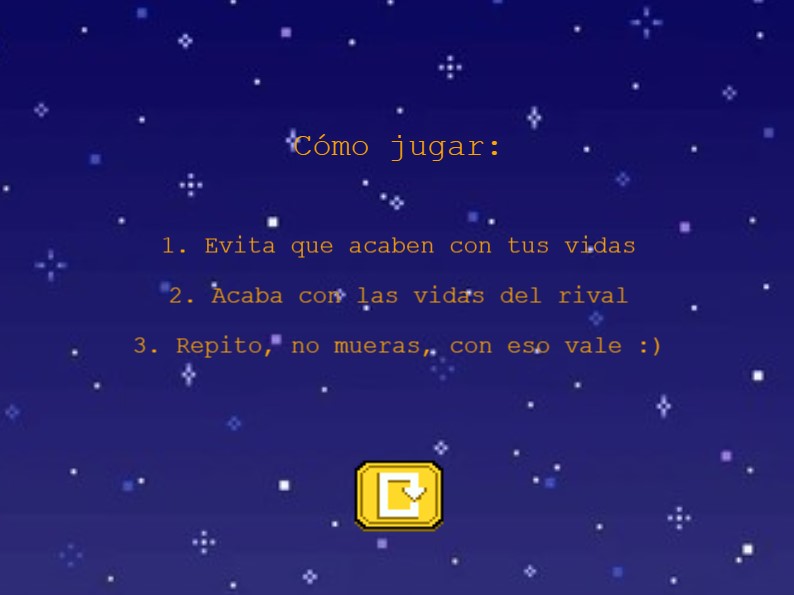 Cómo jugar:
1. Evita que acaben con tus vidas
2. Acaba con las vidas del rival
3. Repito, no mueras, con eso vale :)